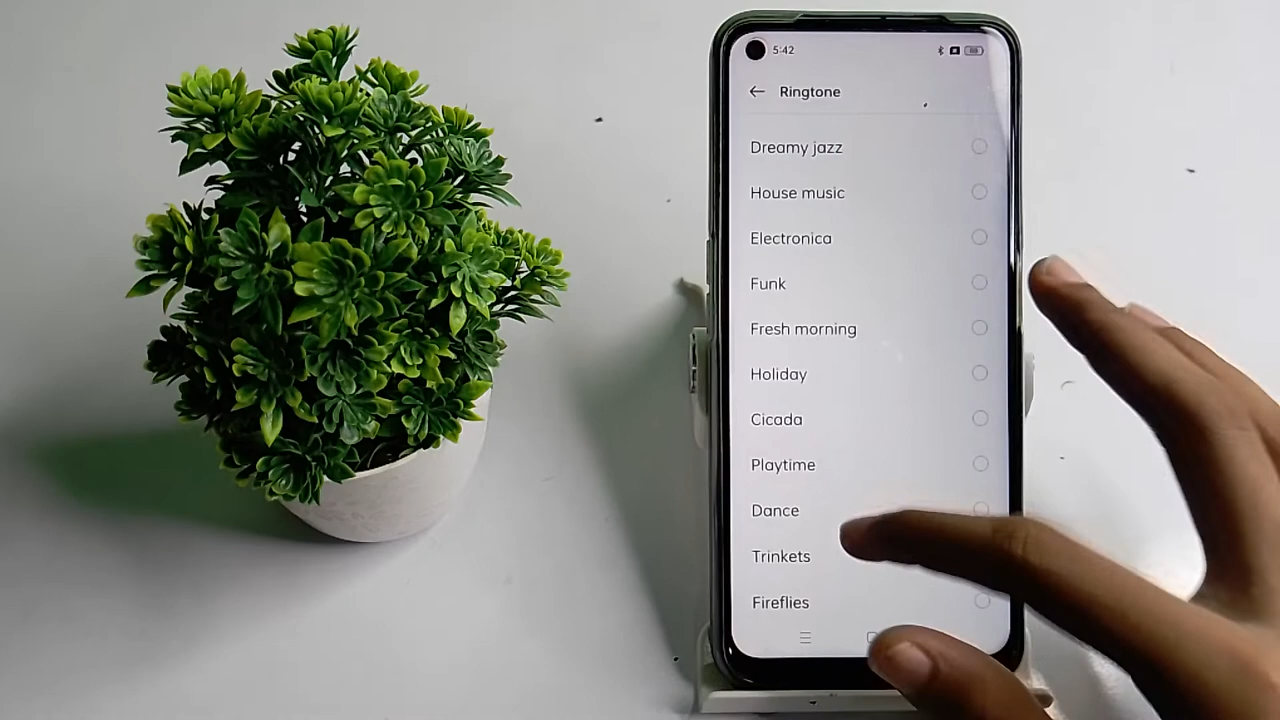 5:42
Ringtone
Dreamy jazz
House music
Electronica
Funk
Fresh morning
Holiday
Cicada
Playtime
Dance
Trinkets
Fireflies